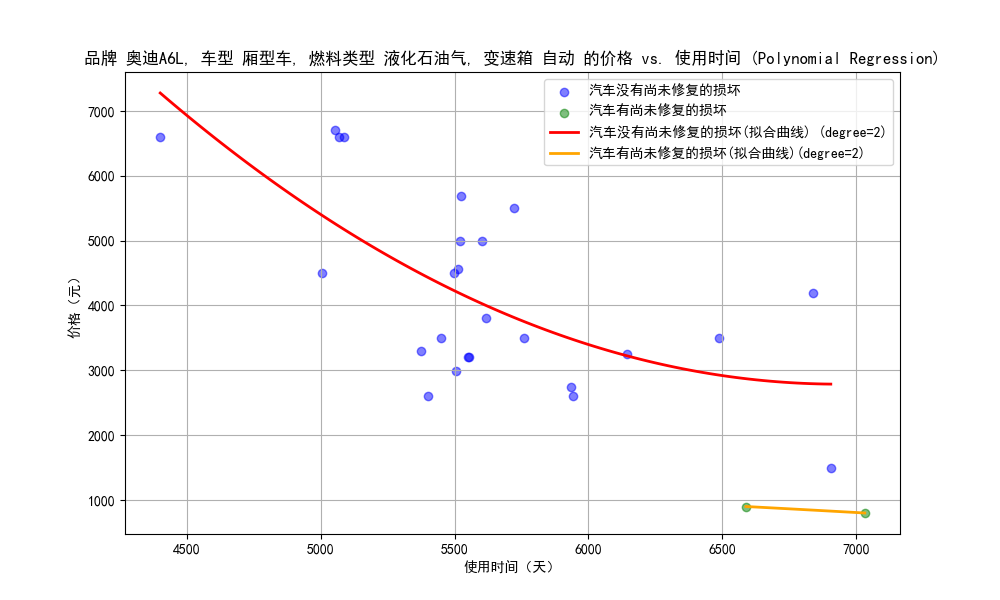 品牌 奥迪A6L, 车型 厢型车, 燃料类型 液化石油气, 变速箱 自动 的价格 vs. 使用时间 (Polynomial Regression)
汽车没有尚未修复的损坏
汽车有尚未修复的损坏
汽车没有尚未修复的损坏(拟合曲线) (degree=2)
汽车有尚未修复的损坏(拟合曲线)(degree=2)
价格（元）
7000
6000
5000
4000
3000
2000
1000
4500
5000
5500
6000
6500
7000
使用时间（天）